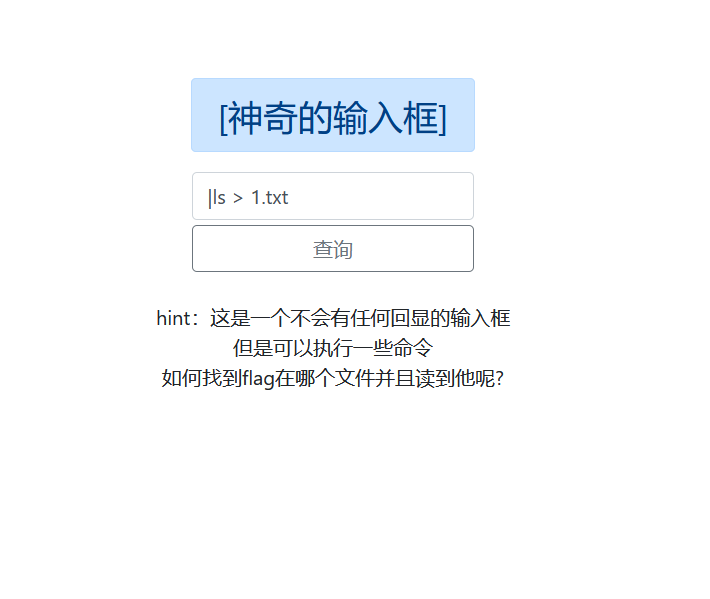 [神奇的输入框]
|ls > 1.txt
查询
hint：这是一个不会有任何回显的输入框
但是可以执行一些命令
如何找到flag在哪个文件并且读到他呢?